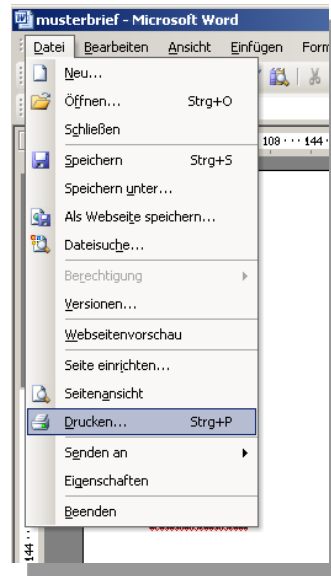 musterbrief - Microsoft Word
Datei Bearbeiten Ansicht Einfügen Form
Neu...
Öffnen... Strg+O
Schließen
108 144
Speichern Strg+S
Speichern unter...
Als Webseite speichern...
Dateisuche...
Berechtigung
Versionen...
Webseitenvorschau
Seite einrichten...
Seitenansicht
Drucken... Strg+P
Senden an
Eigenschaften
Beenden
144